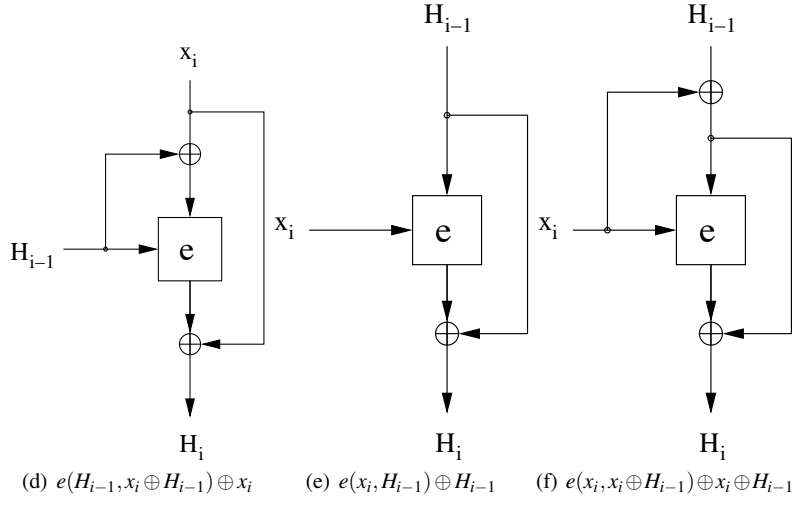 x_i
H_{i–1}
e
H_i
(d) e(H_{i−1}, x_i ⊕ H_{i−1}) ⊕ x_i
H_{i–1}
x_i
e
H_i
(e) e(x_i, H_{i−1}) ⊕ H_{i−1}
H_{i–1}
x_i
e
H_i
(f) e(x_i, x_i ⊕ H_{i−1}) ⊕ x_i ⊕ H_{i−1}